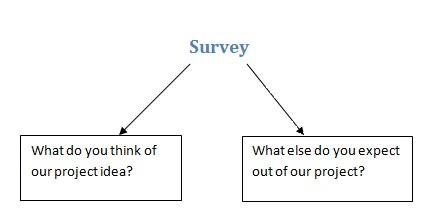 Survey
What do you think of
our project idea?
What else do you expect
out of our project?